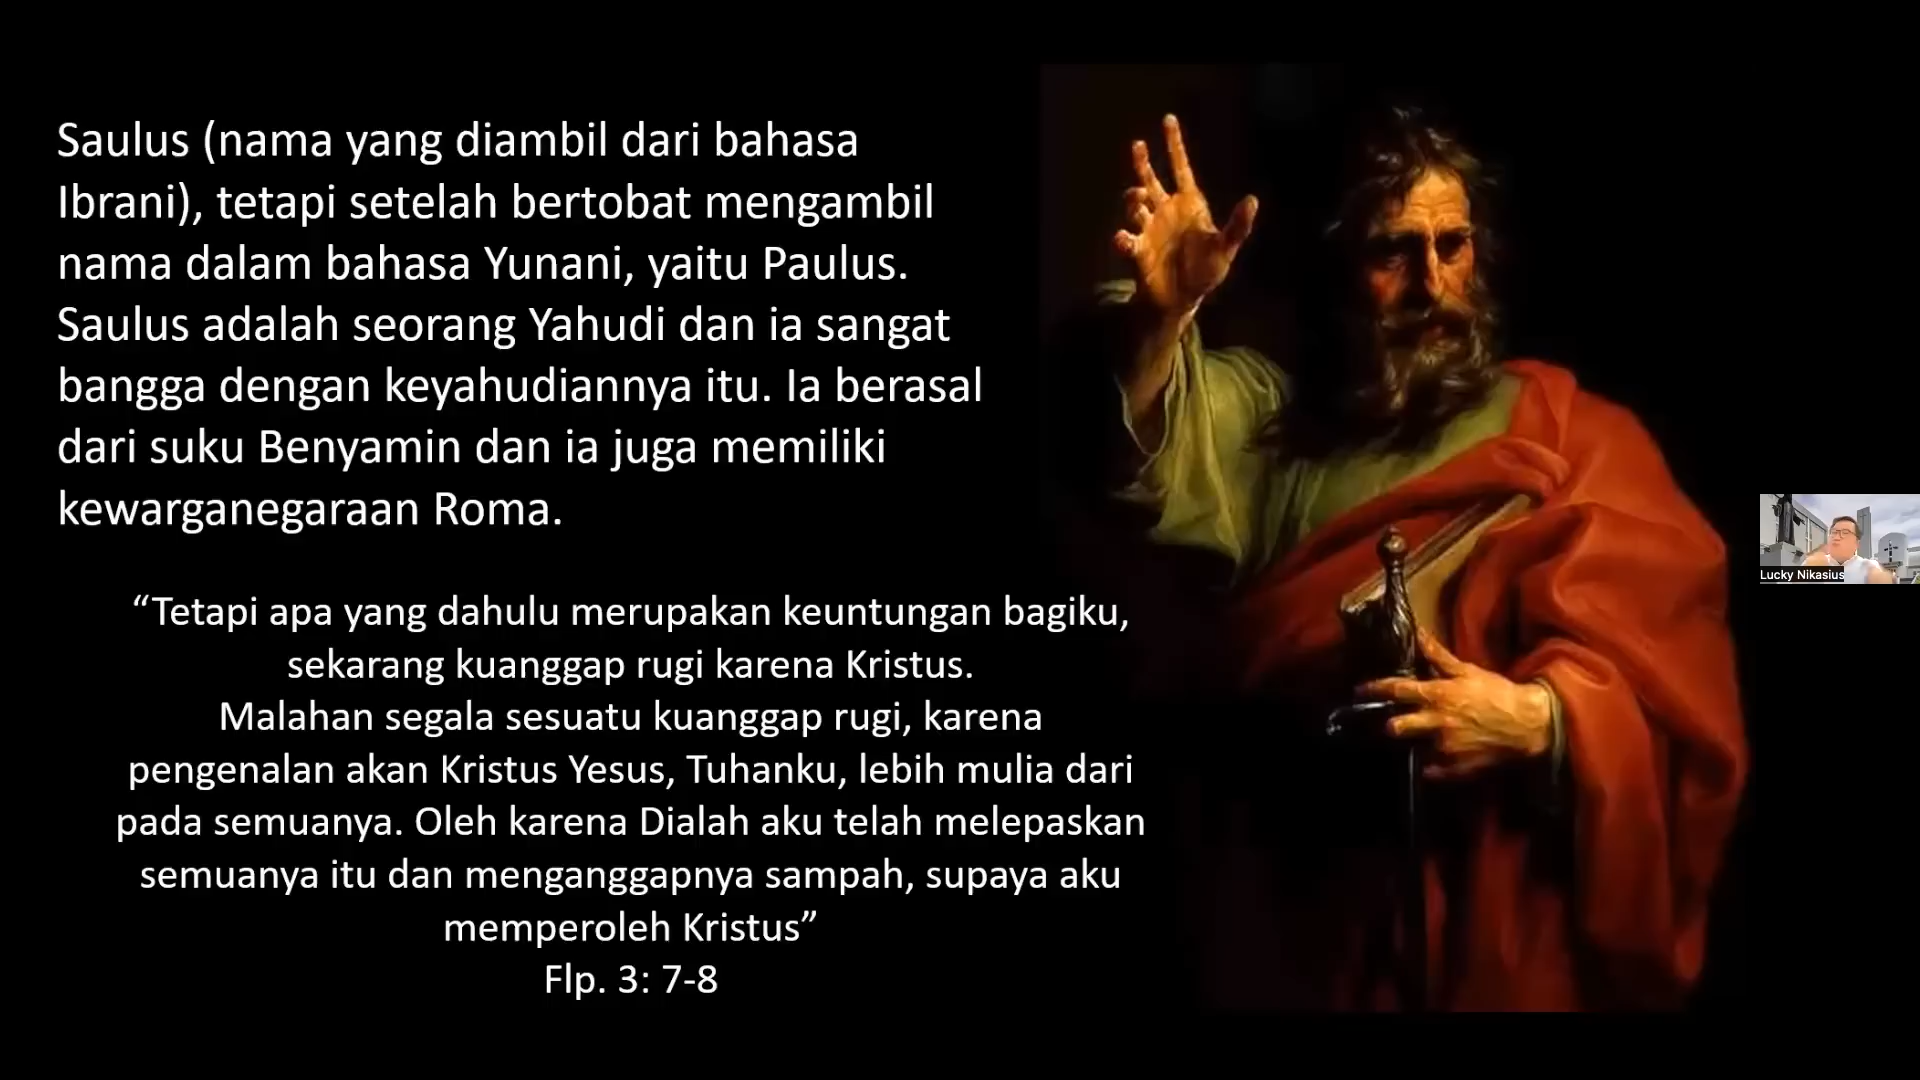 Saulus (nama yang diambil dari bahasa
Ibrani), tetapi setelah bertobat mengambil
nama dalam bahasa Yunani, yaitu Paulus.
Saulus adalah seorang Yahudi dan ia sangat
bangga dengan keyahudiannya itu. Ia berasal
dari suku Benyamin dan ia juga memiliki
kewarganegaraan Roma.
“Tetapi apa yang dahulu merupakan keuntungan bagiku,
sekarang kuanggap rugi karena Kristus.
Malahan segala sesuatu kuanggap rugi, karena
pengenalan akan Kristus Yesus, Tuhanku, lebih mulia dari
pada semuanya. Oleh karena Dialah aku telah melepaskan
semuanya itu dan menganggapnya sampah, supaya aku
memperoleh Kristus”
Flp. 3: 7-8
Lucky Nikasius